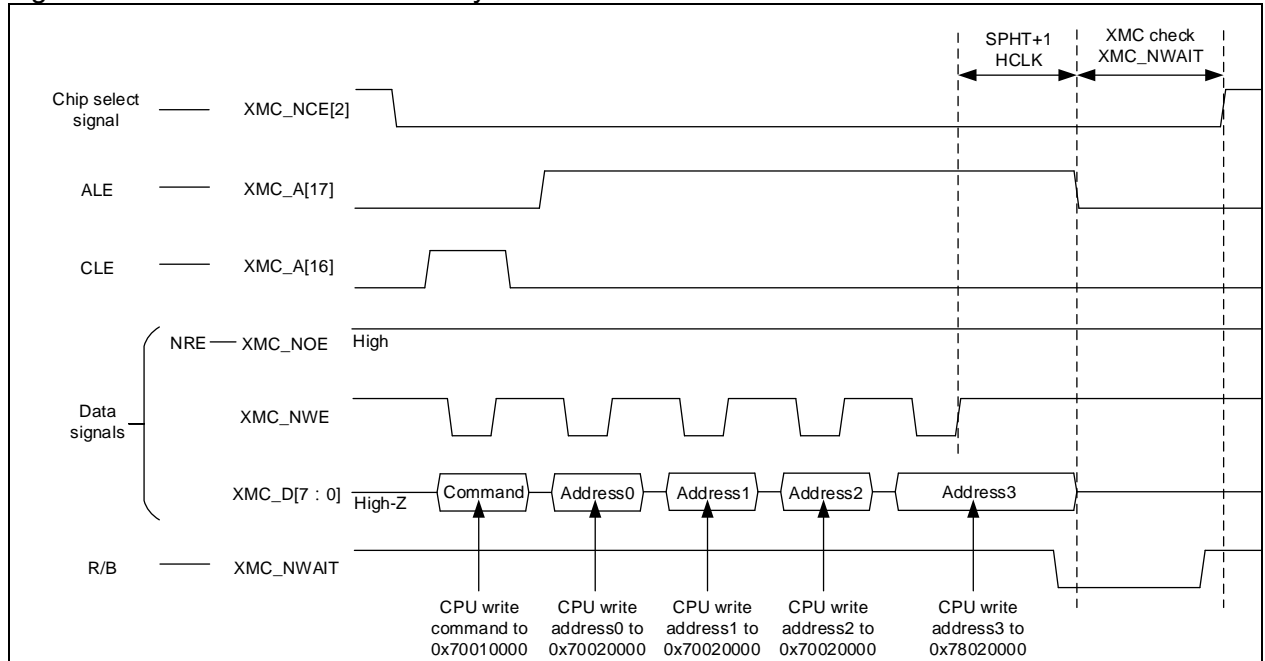 SPHT+1
HCLK
XMC check
XMC_NWAIT
Chip select
signal
XMC_NCE[2]
ALE
XMC_A[17]
CLE
XMC_A[16]
NRE
XMC_NOE
High
Data
signals
XMC_NWE
XMC_D[7 : 0]
High-Z
Command
Address0
Address1
Address2
Address3
R/B
XMC_NWAIT
CPU write
command to
0x70010000
CPU write
address0 to
0x70020000
CPU write
address1 to
0x70020000
CPU write
address2 to
0x70020000
CPU write
address3 to
0x78020000